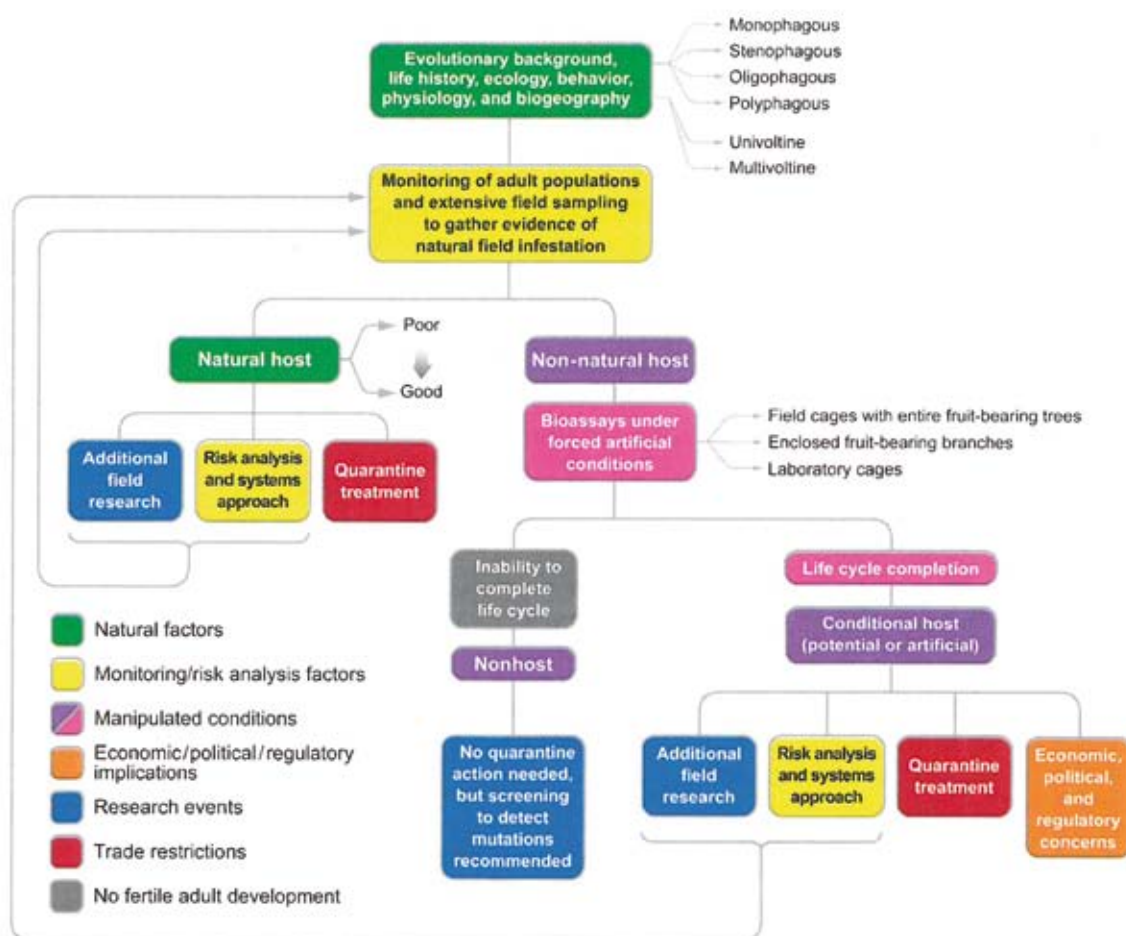 Monophagous
Stenophagous
Oligophagous
Polyphagous
Univoltine
Multivoltine
Evolutionary background,
life history, ecology, behavior,
physiology, and biogeography
Monitoring of adult populations
and extensive field sampling
to gather evidence of
natural field infestation
Natural host
Poor
Good
Non-natural host
Bioassays under
forced artificial
conditions
Field cages with entire fruit-bearing trees
Enclosed fruit-bearing branches
Laboratory cages
Additional
field
research
Risk analysis
and systems
approach
Quarantine
treatment
Inability to
complete
life cycle
Nonhost
No quarantine
action needed,
but screening
to detect
mutations
recommended
Life cycle completion
Conditional host
(potential or artificial)
Additional
field
research
Risk analysis
and systems
approach
Quarantine
treatment
Economic,
political,
and
regulatory
concerns
Natural factors
Monitoring/risk analysis factors
Manipulated conditions
Economic/political/regulatory
implications
Research events
Trade restrictions
No fertile adult development